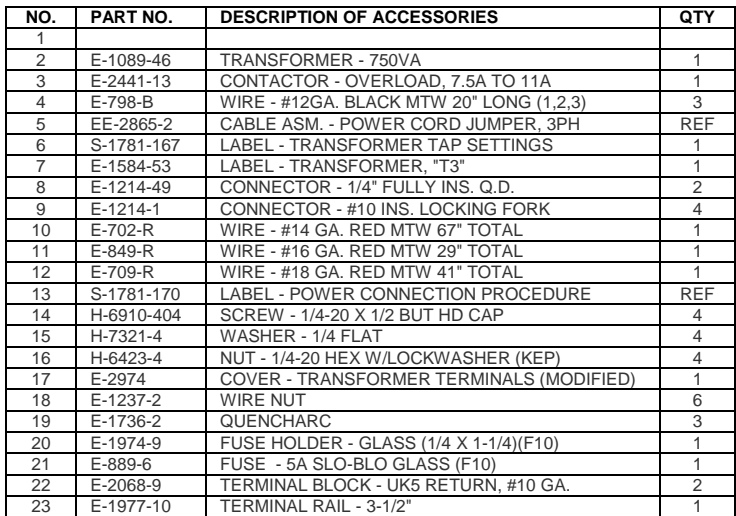 NO. PART NO. DESCRIPTION OF ACCESSORIES QTY
1
2 E-1089-46 TRANSFORMER - 750VA 1
3 E-2441-13 CONTACTOR - OVERLOAD, 7.5A TO 11A 1
4 E-798-B WIRE - #12GA. BLACK MTW 20" LONG (1,2,3) 3
5 EE-2865-2 CABLE ASM. - POWER CORD JUMPER, 3PH REF
6 S-1781-167 LABEL - TRANSFORMER TAP SETTINGS 1
7 E-1584-53 LABEL - TRANSFORMER, "T3" 1
8 E-1214-49 CONNECTOR - 1/4" FULLY INS. Q.D. 2
9 E-1214-1 CONNECTOR - #10 INS. LOCKING FORK 4
10 E-702-R WIRE - #14 GA. RED MTW 67" TOTAL 1
11 E-849-R WIRE - #16 GA. RED MTW 29" TOTAL 1
12 E-709-R WIRE - #18 GA. RED MTW 41" TOTAL 1
13 S-1781-170 LABEL - POWER CONNECTION PROCEDURE REF
14 H-6910-404 SCREW - 1/4-20 X 1/2 BUT HD CAP 4
15 H-7321-4 WASHER - 1/4 FLAT 4
16 H-6423-4 NUT - 1/4-20 HEX W/LOCKWASHER (KEP) 4
17 E-2974 COVER - TRANSFORMER TERMINALS (MODIFIED) 1
18 E-1237-2 WIRE NUT 6
19 E-1736-2 QUENCHARC 3
20 E-1974-9 FUSE HOLDER - GLASS (1/4 X 1-1/4)(F10) 1
21 E-889-6 FUSE - 5A SLO-BLO GLASS (F10) 1
22 E-2068-9 TERMINAL BLOCK - UK5 RETURN, #10 GA. 2
23 E-1977-10 TERMINAL RAIL - 3-1/2" 1